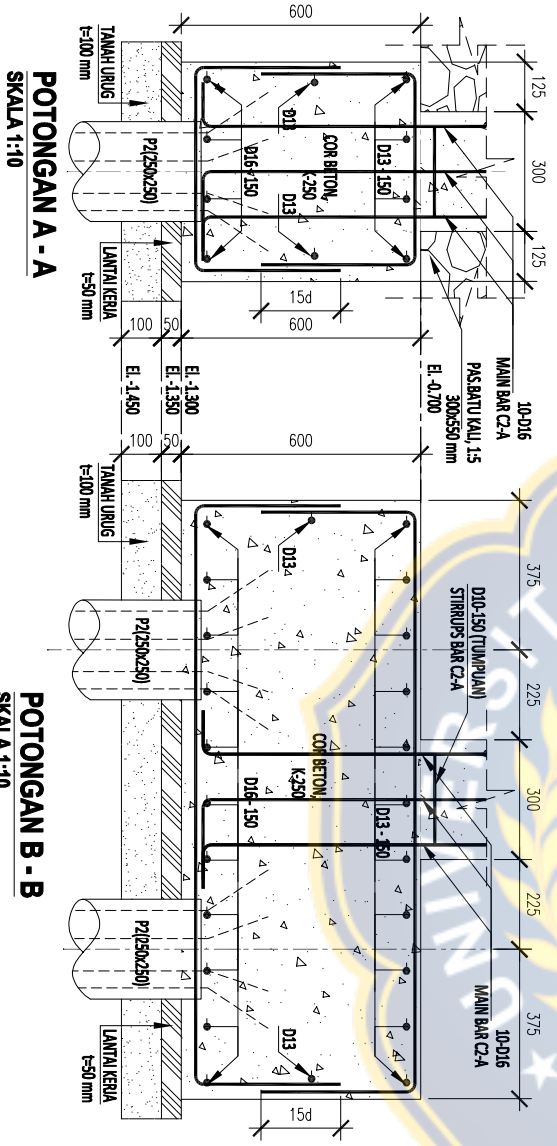 600
125
300
125
10-D16
MAIN BAR C2-A
PAS.BATU KALI, 1:5
300x550 mm
El. -0.700
D13 - 150
D13
D13
COR BETON,
K-250
D16 - 150
P2(250x250)
TANAH URUG
t=100 mm
LANTAI KERJA
t=50 mm
15d
600
50
100
POTONGAN A - A
SKALA 1:10
El. -1.300
El. -1.350
El. -1.450
600
50
100
375
225
300
225
375
D10-150 (TUMPUAN)
STIRRUPS BAR C2-A
10-D16
MAIN BAR C2-A
D13 - 150
D13
D13
COR BETON,
K-250
D16 - 150
P2(250x250)
P2(250x250)
TANAH URUG
t=100 mm
LANTAI KERJA
t=50 mm
15d
POTONGAN B - B
SKALA 1:10
UNIVERSIT